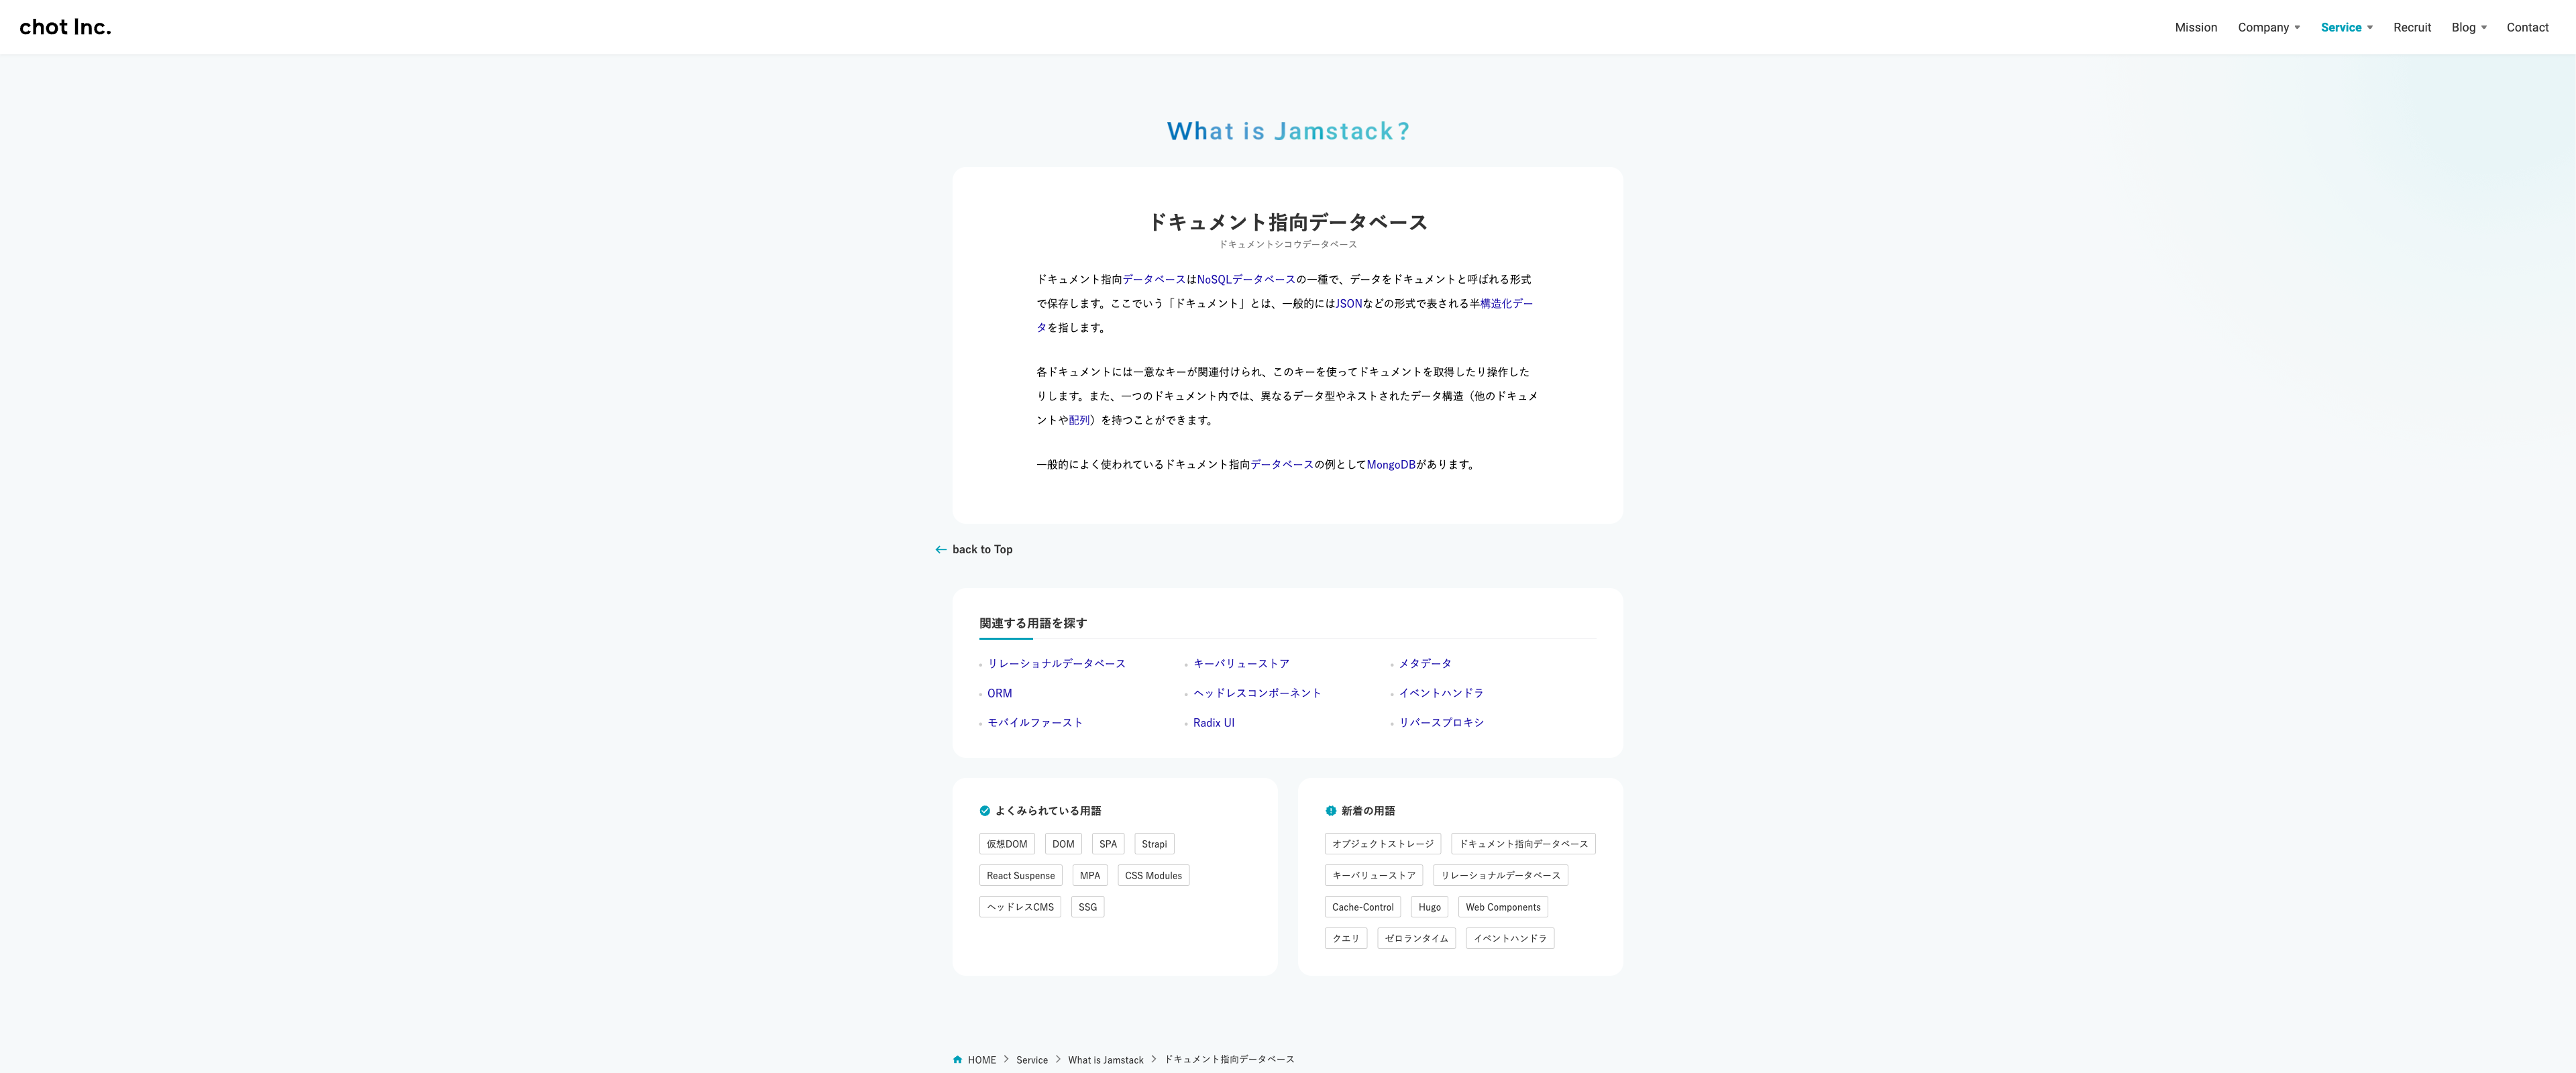 chot Inc.
Mission Company Service Recruit Blog Contact
What is Jamstack?
ドキュメント指向データベース
ドキュメントシコウデータベース
ドキュメント指向データベースはNoSQLデータベースの一種で、データをドキュメントと呼ばれる形式
で保存します。ここでいう「ドキュメント」とは、一般的にはJSONなどの形式で表される半構造化デー
タを指します。
各ドキュメントには一意なキーが関連付けられ、このキーを使ってドキュメントを取得したり操作した
りします。また、一つのドキュメント内では、異なるデータ型やネストされたデータ構造（他のドキュメ
ントや配列）を持つことができます。
一般的によく使われているドキュメント指向データベースの例としてMongoDBがあります。
back to Top
関連する用語を探す
リレーショナルデータベース キーバリューストア メタデータ
ORM ヘッドレスコンポーネント イベントハンドラ
モバイルファースト Radix UI リバースプロキシ
よくみられている用語
仮想DOM DOM SPA Strapi
React Suspense MPA CSS Modules
ヘッドレスCMS SSG
新着の用語
オブジェクトストレージ ドキュメント指向データベース
キーバリューストア リレーショナルデータベース
Cache-Control Hugo Web Components
クエリ ゼロランタイム イベントハンドラ
HOME Service What is Jamstack ドキュメント指向データベース